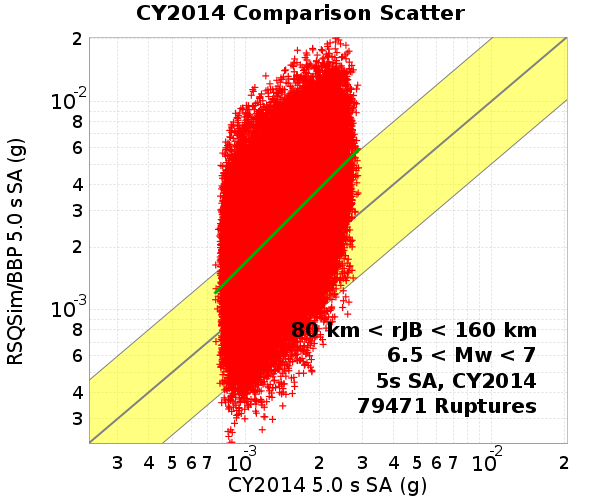 CY2014 Comparison Scatter
RSQSim/BBP 5.0 s SA (g)
2
10-2
8
6
4
3
2
10-3
8
6
4
3
80 km < rJB < 160 km
6.5 < Mw < 7
5s SA, CY2014
79471 Ruptures
3 4 5 6 7 10-3 2 3 4 5 6 7 10-2 2
CY2014 5.0 s SA (g)